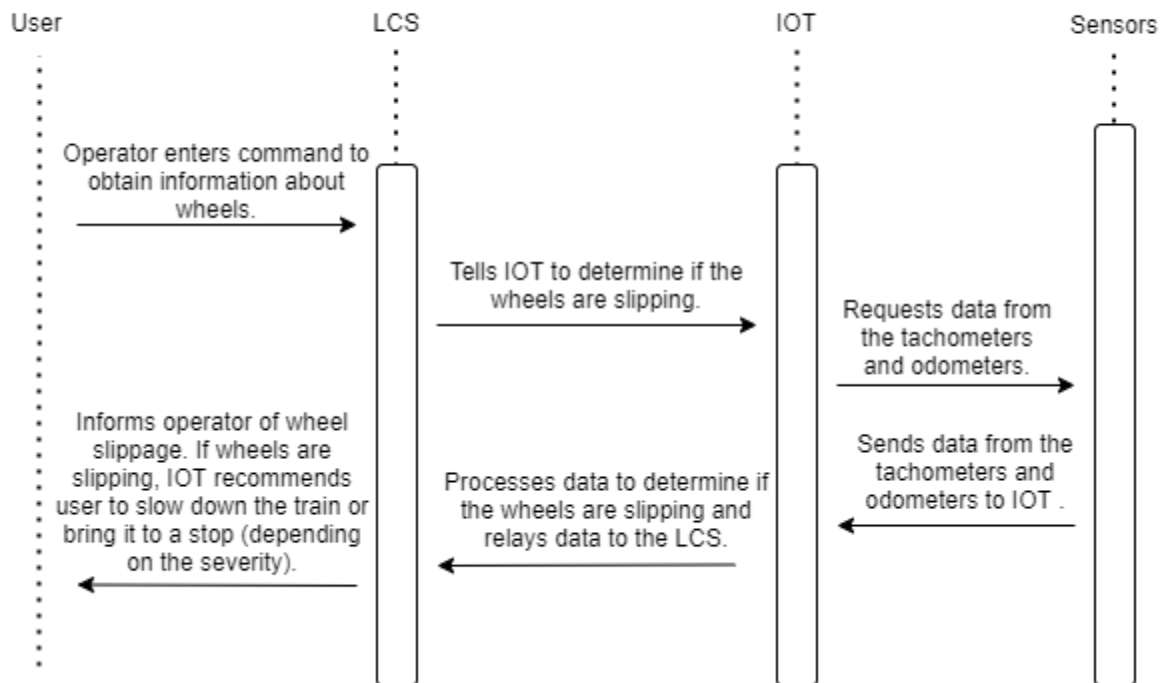 User
LCS
IOT
Sensors
Operator enters command to
obtain information about
wheels.
Tells IOT to determine if the
wheels are slipping.
Requests data from
the tachometers
and odometers.
Sends data from the
tachometers and
odometers to IOT .
Processes data to determine if
the wheels are slipping and
relays data to the LCS.
Informs operator of wheel
slippage. If wheels are
slipping, IOT recommends
user to slow down the train or
bring it to a stop (depending
on the severity).